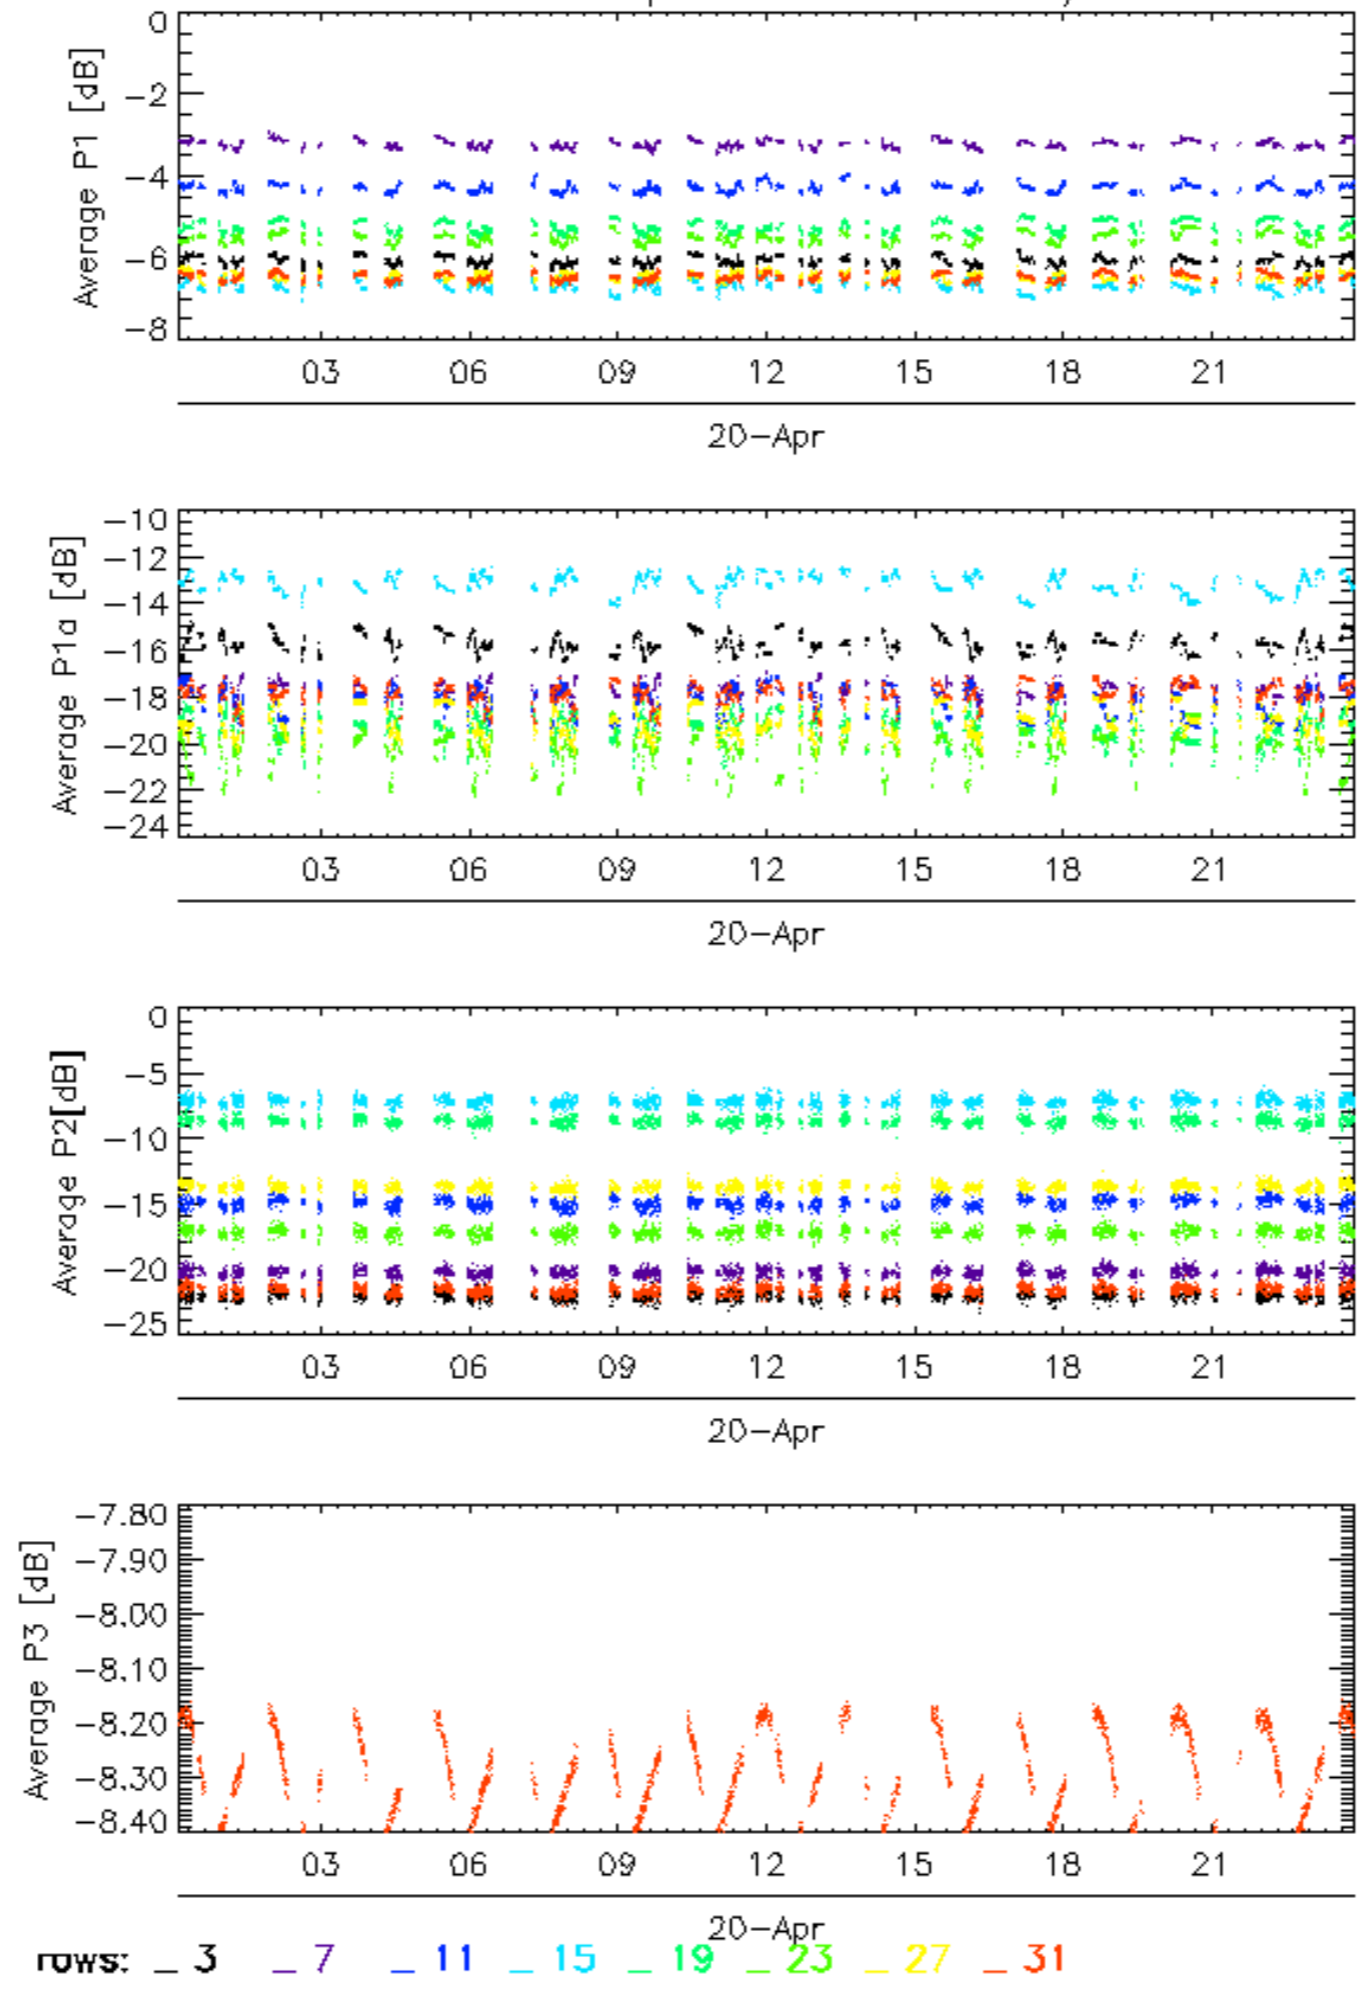 Average P1 [dB]
0
−2
−4
−6
−8
03 06 09 12 15 18 21
20−Apr
Average P1a [dB]
−10
−12
−14
−16
−18
−20
−22
−24
03 06 09 12 15 18 21
20−Apr
Average P2[dB]
0
−5
−10
−15
−20
−25
03 06 09 12 15 18 21
20−Apr
Average P3 [dB]
−7.80
−7.90
−8.00
−8.10
−8.20
−8.30
−8.40
03 06 09 12 15 18 21
20−Apr
rows: _ 3 _ 7 _ 11 _ 15 _ 19 _ 23 _ 27 _ 31